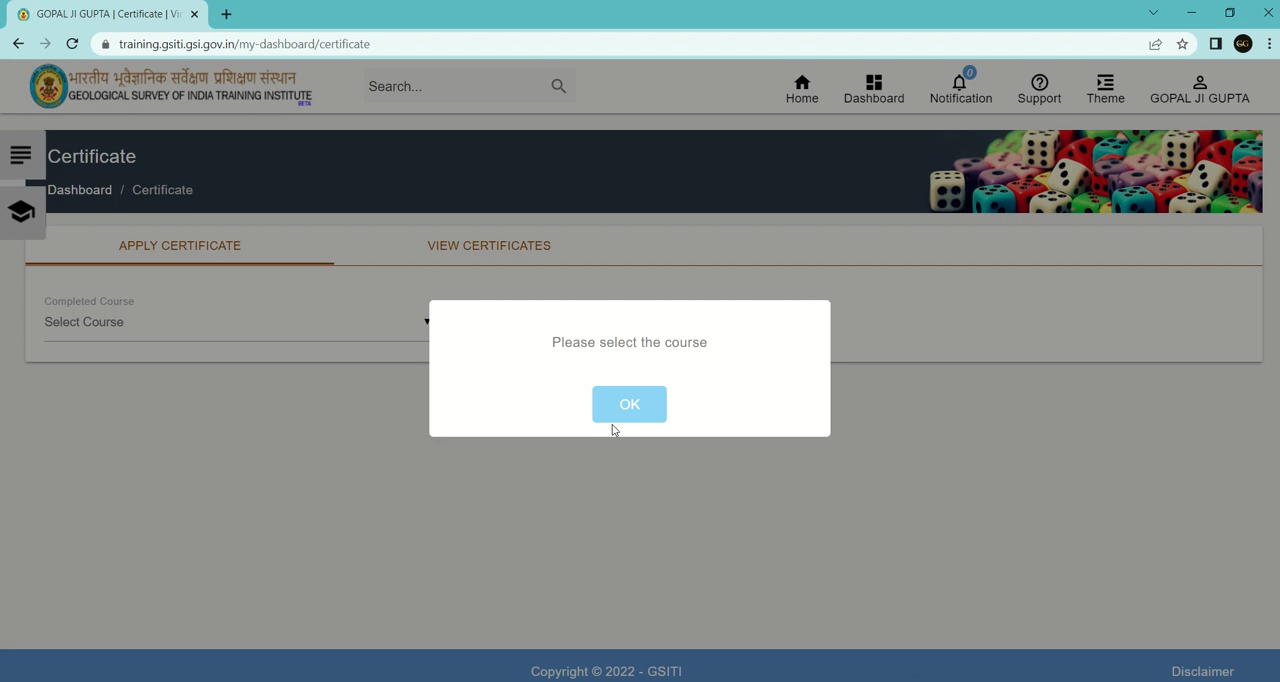 GOPAL JI GUPTA | Certificate | Vi
training.gsiti.gsi.gov.in/my-dashboard/certificate
GG
भारतीय भूवैज्ञानिक सर्वेक्षण प्रशिक्षण संस्थान
GEOLOGICAL SURVEY OF INDIA TRAINING INSTITUTE
BETA
Search...
0
Home
Dashboard
Notification
Support
Theme
GOPAL JI GUPTA
Certificate
Dashboard / Certificate
APPLY CERTIFICATE
VIEW CERTIFICATES
Completed Course
Select Course
Please select the course
OK
Copyright © 2022 - GSITI
Disclaimer